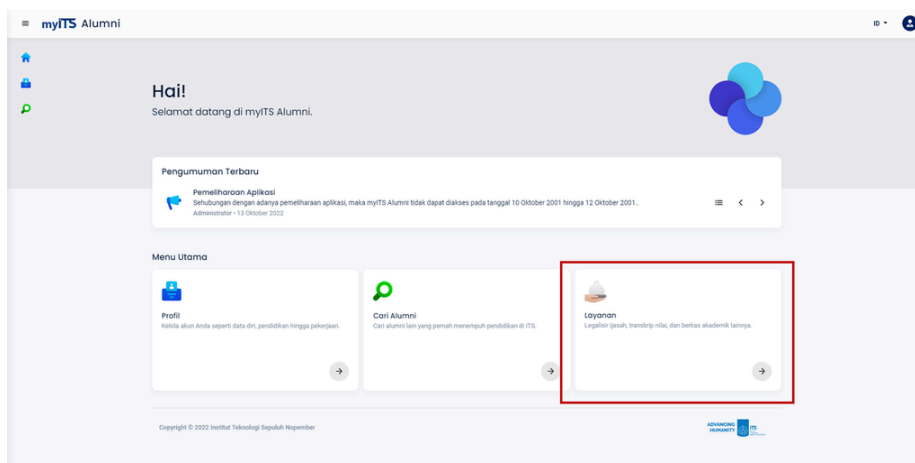 myITS Alumni
ID
Hai!
Selamat datang di myITS Alumni.
Pengumuman Terbaru
Pemeliharaan Aplikasi
Sehubungan dengan adanya pemeliharaan aplikasi, maka myITS Alumni tidak dapat diakses pada tanggal 10 Oktober 2001 hingga 12 Oktober 2001..
Administrator - 13 Oktober 2022
Menu Utama
Profil
Kelola akun Anda seperti data diri, pendidikan hingga pekerjaan.
Cari Alumni
Cari alumni lain yang pernah menempuh pendidikan di ITS.
Layanan
Legalisir ijasah, transkrip nilai, dan berkas akademik lainnya.
Copyright © 2022 Institut Teknologi Sepuluh Nopember
ADVANCING
HUMANITY
ITS